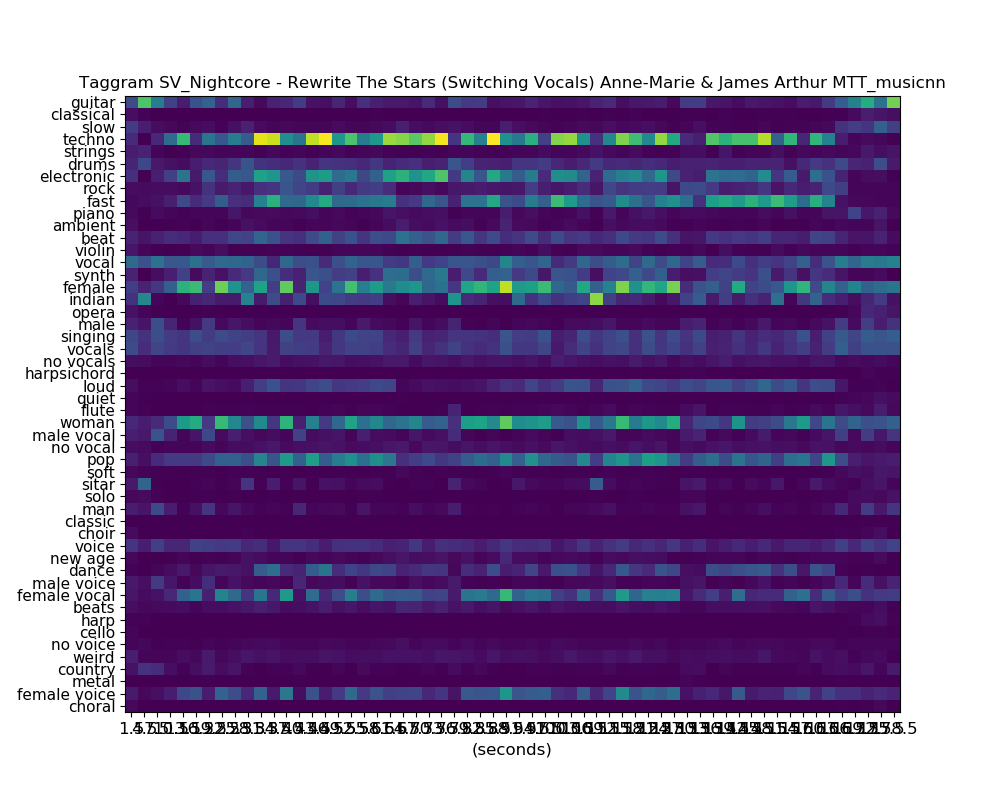 Taggram SV_Nightcore - Rewrite The Stars (Switching Vocals) Anne-Marie & James Arthur MTT_musicnn
guitar
classical
slow
techno
strings
drums
electronic
rock
fast
piano
ambient
beat
violin
vocal
synth
female
indian
opera
male
singing
vocals
no vocals
harpsichord
loud
quiet
flute
woman
male vocal
no vocal
pop
soft
sitar
solo
man
classic
choir
voice
new age
dance
male voice
female vocal
beats
harp
cello
no voice
weird
country
metal
female voice
choral
(seconds)